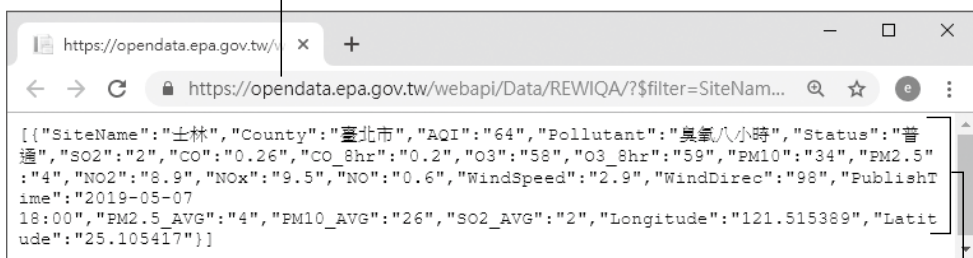 https://opendata.epa.gov.tw/w
https://opendata.epa.gov.tw/webapi/Data/REWIQA/?$filter=SiteNam...
e
[{"SiteName":"士林","County":"臺北市","AQI":"64","Pollutant":"臭氧八小時","Status":"普
通","SO2":"2","CO":"0.26","CO_8hr":"0.2","O3":"58","O3_8hr":"59","PM10":"34","PM2.5"
:"4","NO2":"8.9","NOx":"9.5","NO":"0.6","WindSpeed":"2.9","WindDirec":"98","PublishT
ime":"2019-05-07
18:00","PM2.5_AVG":"4","PM10_AVG":"26","SO2_AVG":"2","Longitude":"121.515389","Latit
ude":"25.105417"}]